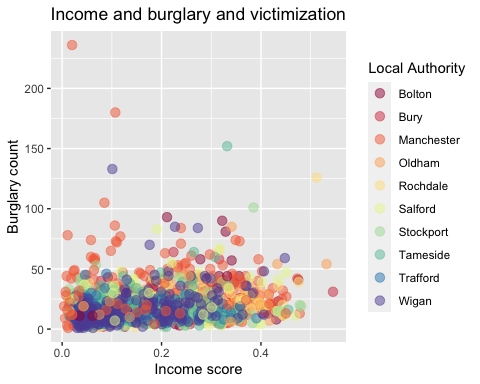 Income and burglary and victimization
Burglary count
200
150
100
50
0
0.0
0.2
0.4
Income score
Local Authority
Bolton
Bury
Manchester
Oldham
Rochdale
Salford
Stockport
Tameside
Trafford
Wigan